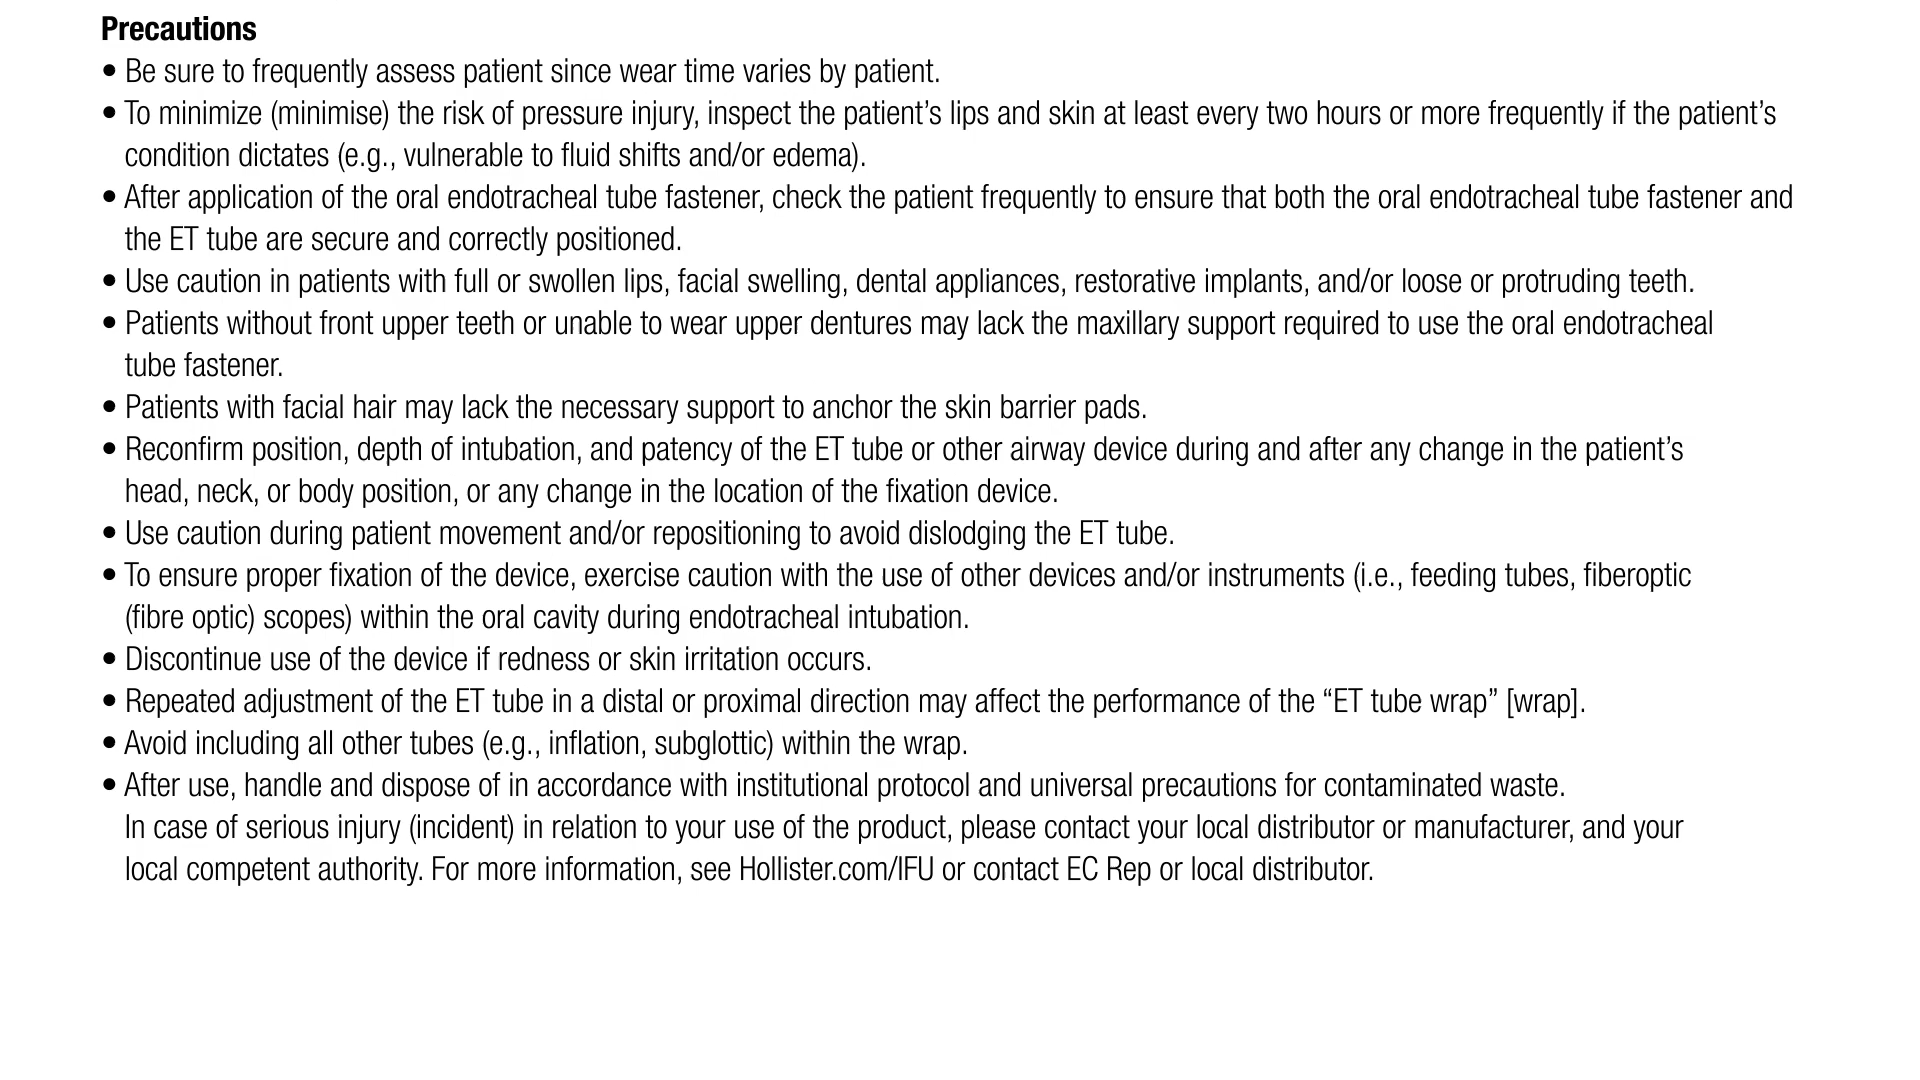 Precautions
• Be sure to frequently assess patient since wear time varies by patient.
• To minimize (minimise) the risk of pressure injury, inspect the patient’s lips and skin at least every two hours or more frequently if the patient’s
condition dictates (e.g., vulnerable to fluid shifts and/or edema).
• After application of the oral endotracheal tube fastener, check the patient frequently to ensure that both the oral endotracheal tube fastener and
the ET tube are secure and correctly positioned.
• Use caution in patients with full or swollen lips, facial swelling, dental appliances, restorative implants, and/or loose or protruding teeth.
• Patients without front upper teeth or unable to wear upper dentures may lack the maxillary support required to use the oral endotracheal
tube fastener.
• Patients with facial hair may lack the necessary support to anchor the skin barrier pads.
• Reconfirm position, depth of intubation, and patency of the ET tube or other airway device during and after any change in the patient’s
head, neck, or body position, or any change in the location of the fixation device.
• Use caution during patient movement and/or repositioning to avoid dislodging the ET tube.
• To ensure proper fixation of the device, exercise caution with the use of other devices and/or instruments (i.e., feeding tubes, fiberoptic
(fibre optic) scopes) within the oral cavity during endotracheal intubation.
• Discontinue use of the device if redness or skin irritation occurs.
• Repeated adjustment of the ET tube in a distal or proximal direction may affect the performance of the “ET tube wrap” [wrap].
• Avoid including all other tubes (e.g., inflation, subglottic) within the wrap.
• After use, handle and dispose of in accordance with institutional protocol and universal precautions for contaminated waste.
In case of serious injury (incident) in relation to your use of the product, please contact your local distributor or manufacturer, and your
local competent authority. For more information, see Hollister.com/IFU or contact EC Rep or local distributor.